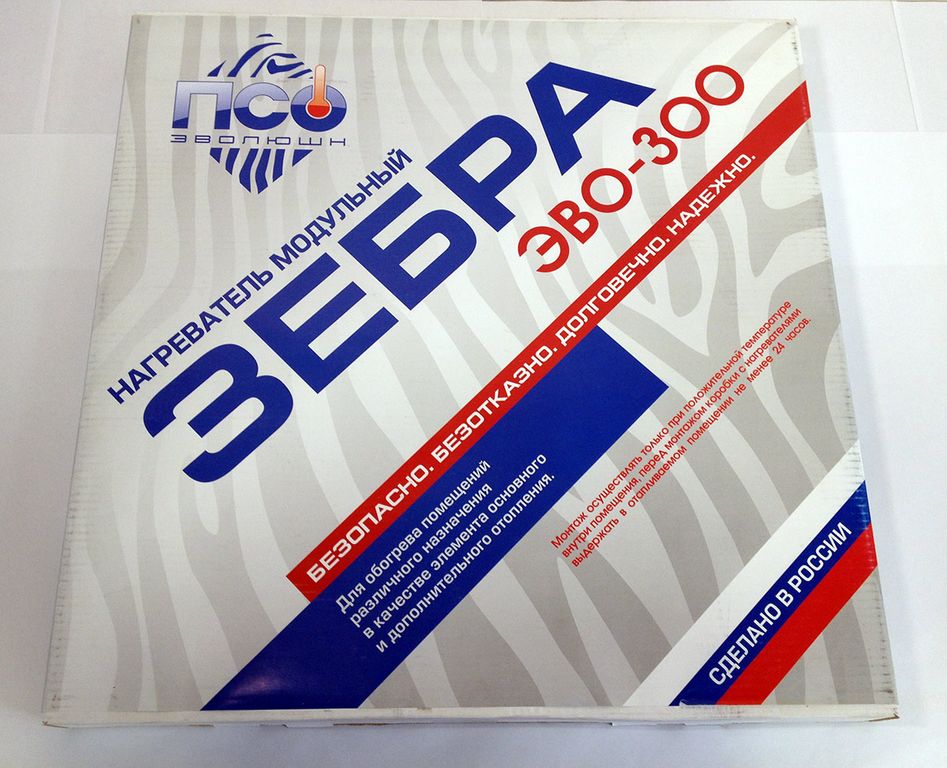 ПСО
ЭВОЛЮШН
НАГРЕВАТЕЛЬ МОДУЛЬНЫЙ
ЗЕБРА
ЭВО-300
БЕЗОПАСНО. БЕЗОТКАЗНО. ДОЛГОВЕЧНО. НАДЕЖНО.
Для обогрева помещений
различного назначения
в качестве элемента основного
и дополнительного отопления.
Монтаж осуществлять только при положительной температуре
внутри помещения, перед монтажом коробки с нагревателями
выдержать в отапливаемом помещении не менее 24 часов.
СДЕЛАНО В РОССИИ